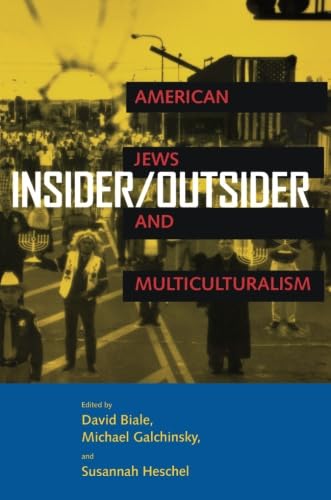 AMERICAN
JEWS
INSIDER/OUTSIDER
AND
MULTICULTURALISM
Edited by
David Biale,
Michael Galchinsky,
and
Susannah Heschel